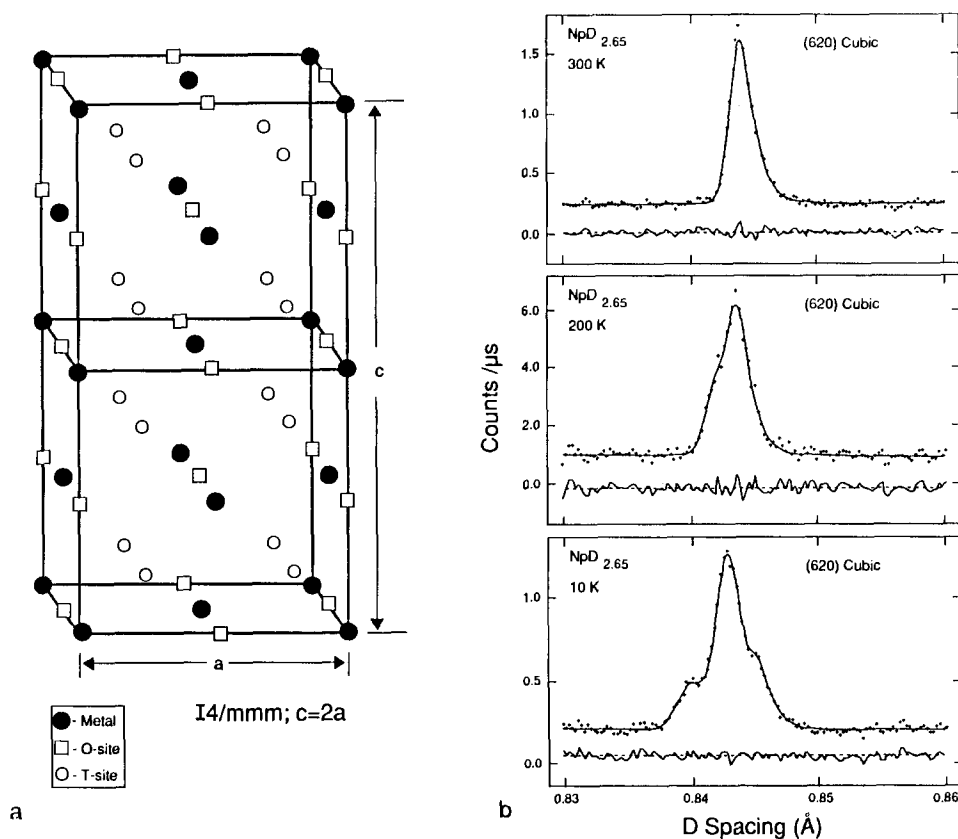 c
a
I4/mmm; c=2a
- Metal
- O-site
- T-site
a
NpD 2.65
300 K
(620) Cubic
1.5
1.0
0.5
0.0
NpD 2.65
200 K
(620) Cubic
6.0
4.0
2.0
0.0
NpD 2.65
10 K
(620) Cubic
1.0
0.5
0.0
Counts /µs
0.83
0.84
0.85
0.86
D Spacing (Å)
b